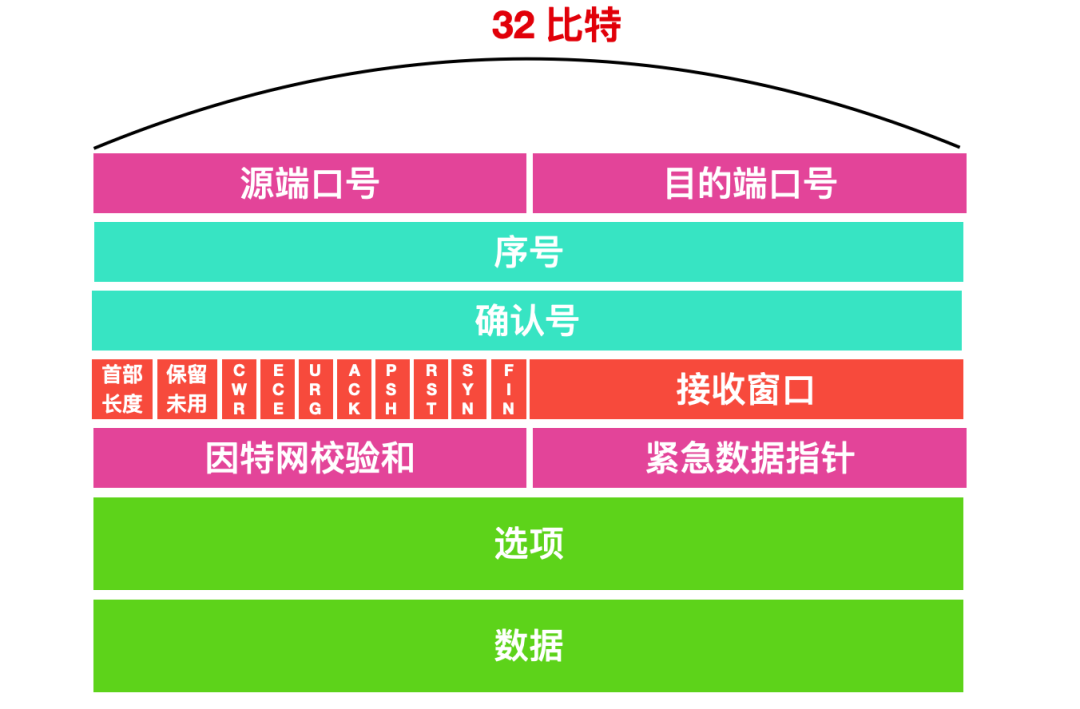 32 比特
源端口号 目的端口号
序号
确认号
首部长度 保留未用 CWR ECE URG ACK PSH RST SYN FIN 接收窗口
因特网校验和 紧急数据指针
选项
数据